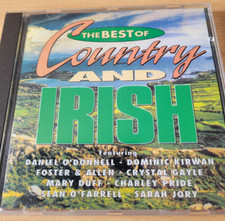 THE BEST OF
Country
AND
IRISH
Featuring
DANIEL O'DONNELL · DOMINIC KIRWAN
FOSTER & ALLEN · CRYSTAL GAYLE
MARY DUFF · CHARLEY PRIDE
SEAN O'FARRELL · SARAH JORY